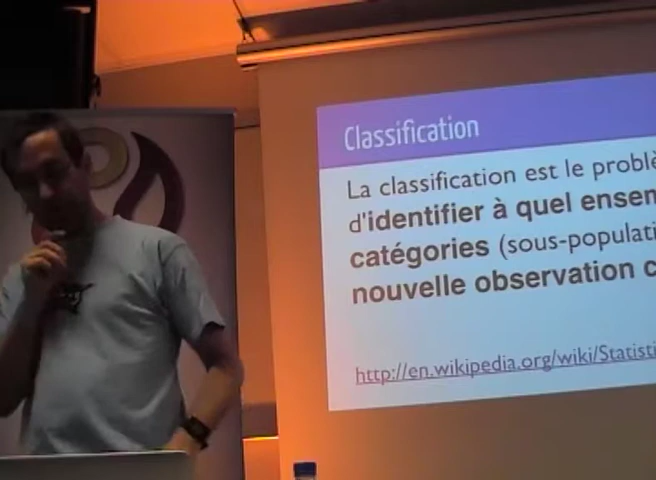 Classification
La classification est le problè
d'identifier à quel ensem
catégories (sous-populati
nouvelle observation c
http://en.wikipedia.org/wiki/Statisti